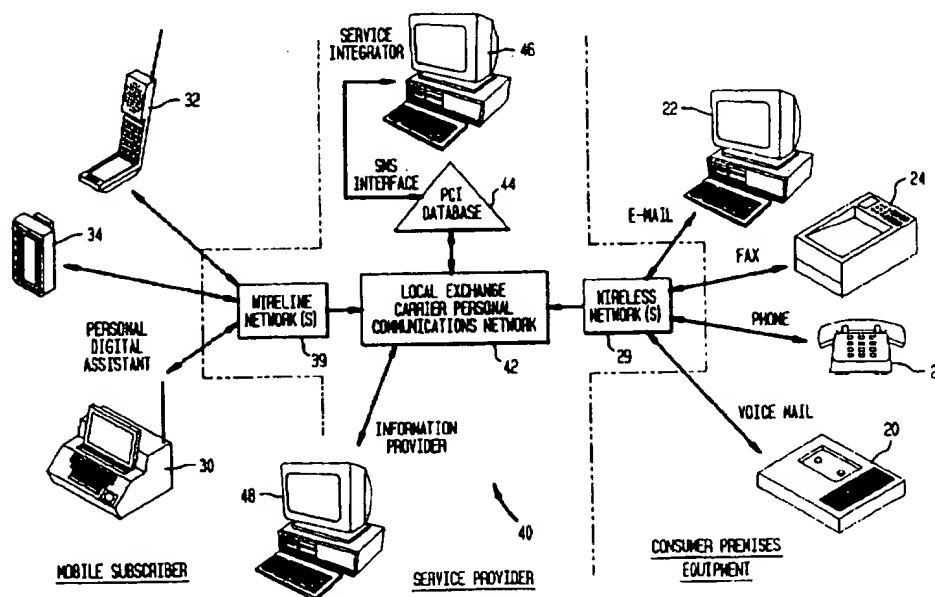 SERVICE
INTEGRATOR
46
32
22
24
SMS
INTERFACE
PCI
DATABASE
44
E-MAIL
FAX
34
WIRELINE
NETWORK(S)
39
LOCAL EXCHANGE
CARRIER PERSONAL
COMMUNICATIONS NETWORK
42
WIRELESS
NETWORK(S)
29
PHONE
2
PERSONAL
DIGITAL
ASSISTANT
VOICE MAIL
20
INFORMATION
PROVIDER
30
48
40
MOBILE SUBSCRIBER
SERVICE PROVIDER
CONSUMER PREMISES
EQUIPMENT